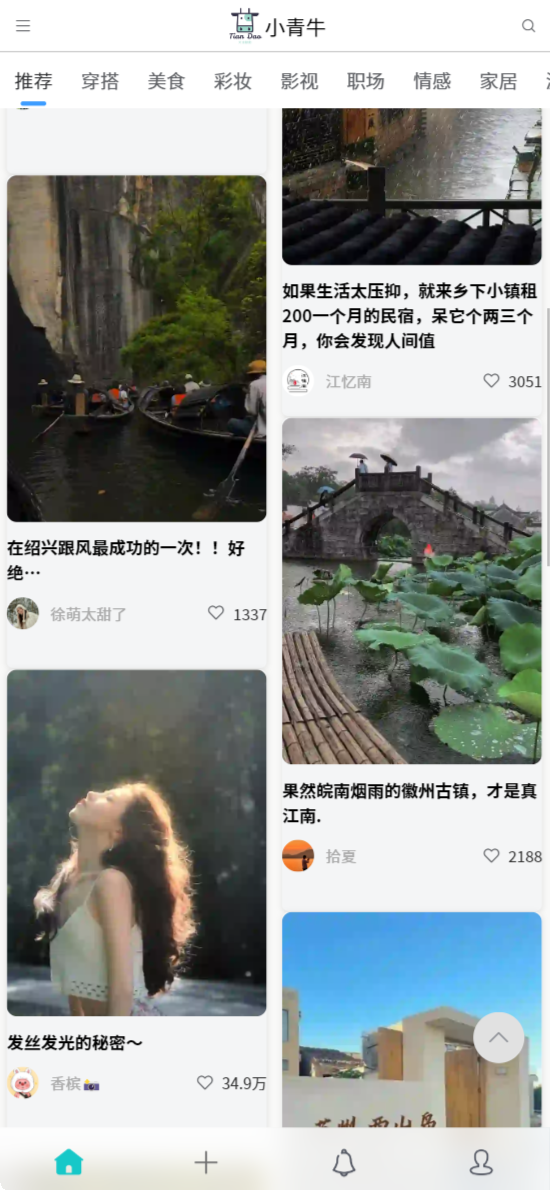 Tian Dao
小青牛
推荐 穿搭 美食 彩妆 影视 职场 情感 家居
如果生活太压抑，就来乡下小镇租
200一个月的民宿，呆它个两三个
月，你会发现人间值
江忆南 3051
在绍兴跟风最成功的一次！！好
绝…
徐萌太甜了 1337
果然皖南烟雨的徽州古镇，才是真
江南.
拾夏 2188
发丝发光的秘密～
香槟📸 34.9万